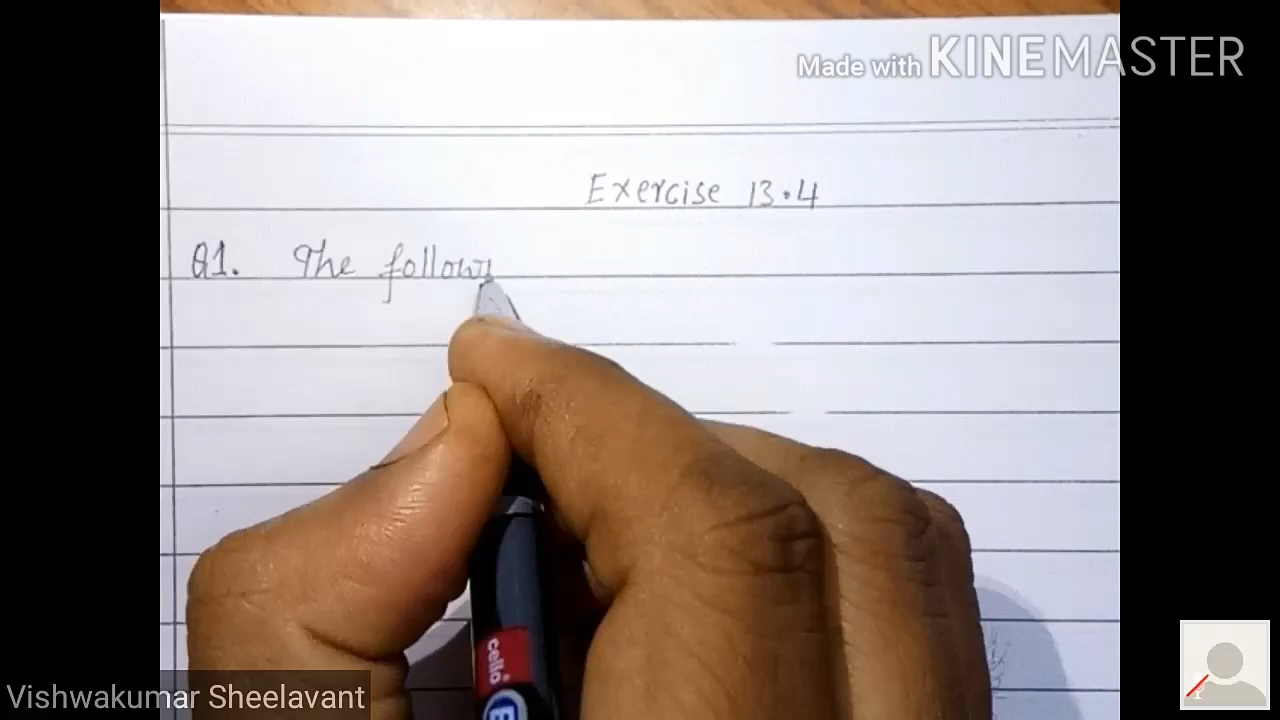 Made with KINEMASTER
Exercise 13.4
Q1. The follow
cello
Vishwakumar Sheelavant